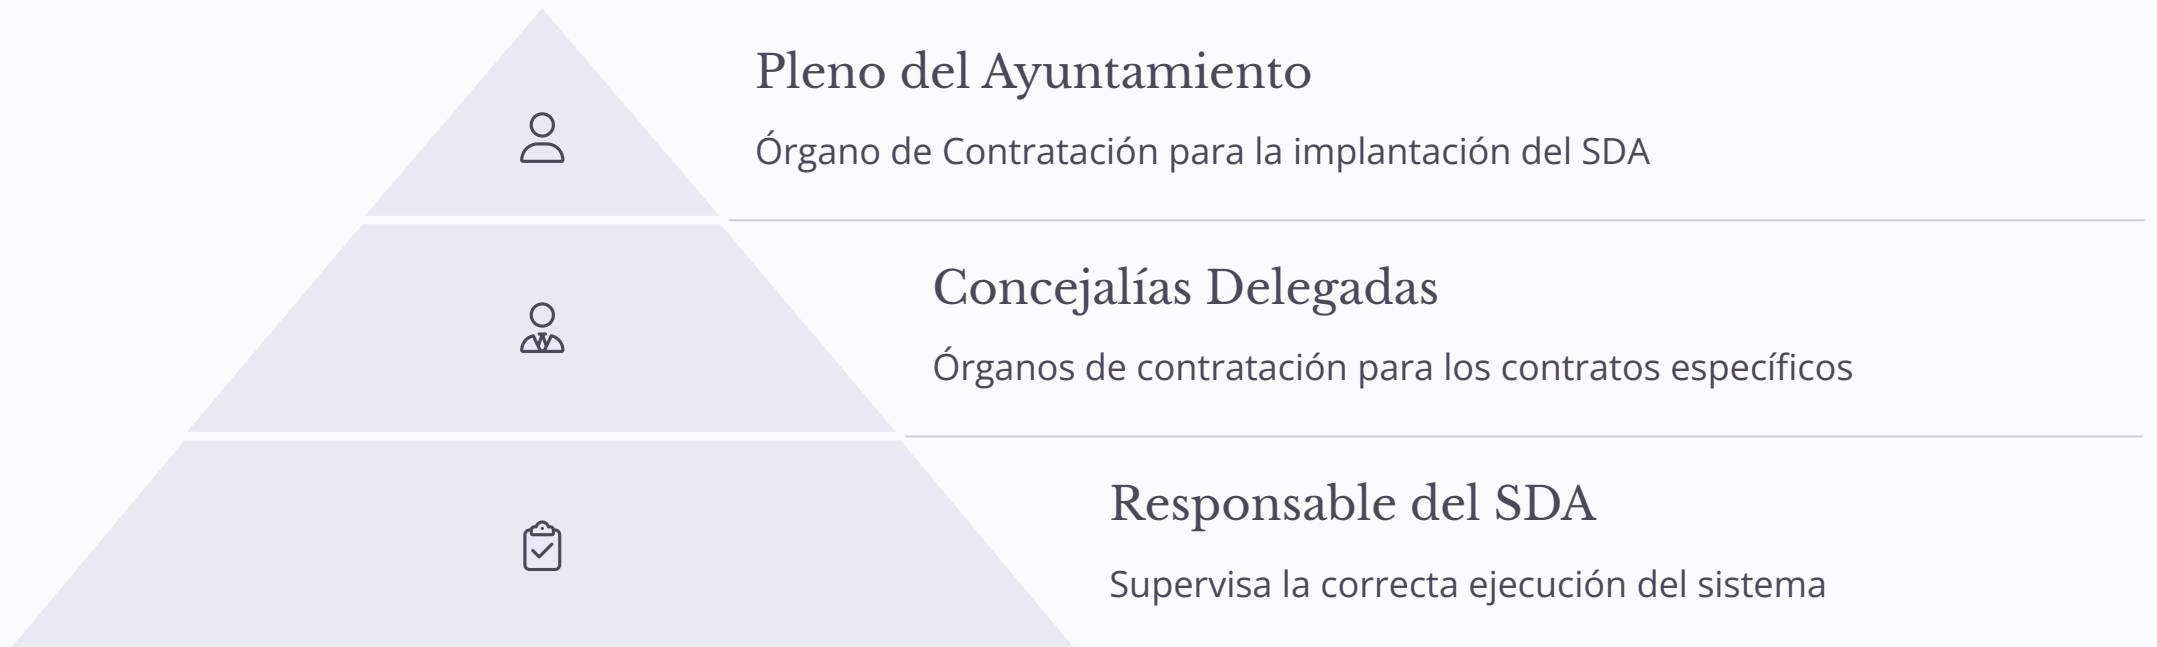 Pleno del Ayuntamiento
Órgano de Contratación para la implantación del SDA
Concejalías Delegadas
Órganos de contratación para los contratos específicos
Responsable del SDA
Supervisa la correcta ejecución del sistema